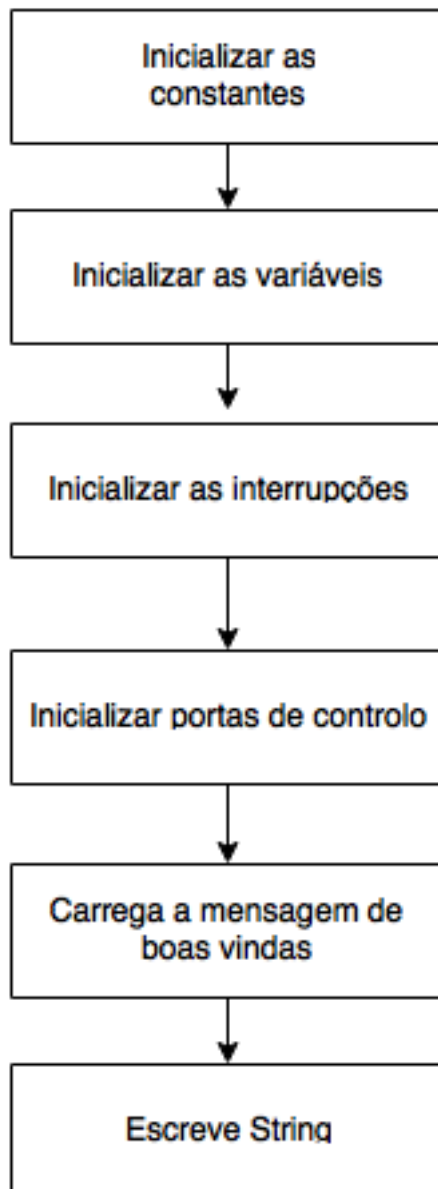 Inicializar as
constantes
Inicializar as variáveis
Inicializar as interrupções
Inicializar portas de controlo
Carrega a mensagem de
boas vindas
Escreve String